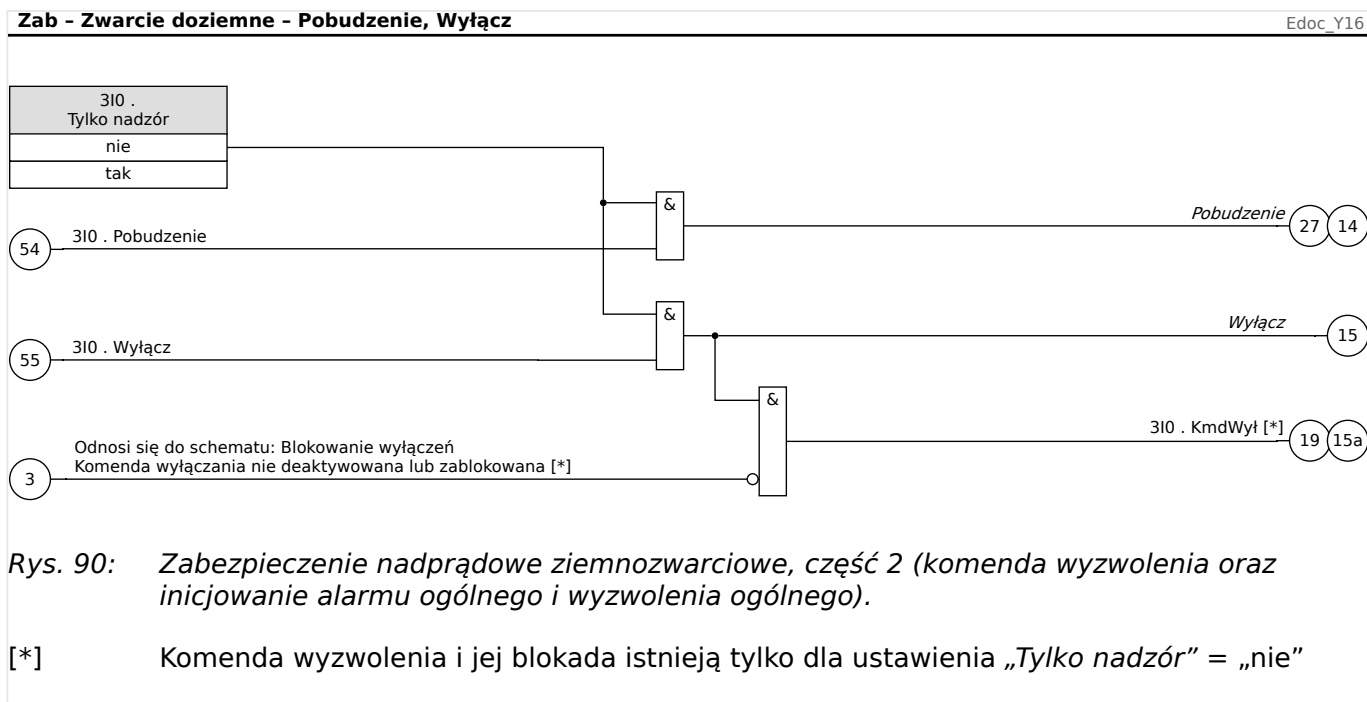 Zab – Zwarcie doziemne – Pobudzenie, Wyłącz
Edoc_Y16
3I0 .
Tylko nadzór
nie
tak
&
Pobudzenie
27
14
54
3I0 . Pobudzenie
&
Wyłącz
15
55
3I0 . Wyłącz
&
3I0 . KmdWył [*]
19
15a
Odnosi się do schematu: Blokowanie wyłączeń
Komenda wyłączania nie deaktywowana lub zablokowana [*]
3
Rys. 90: Zabezpieczenie nadprądowe ziemnozwarciowe, część 2 (komenda wyzwolenia oraz
inicjowanie alarmu ogólnego i wyzwolenia ogólnego).
[*] Komenda wyzwolenia i jej blokada istnieją tylko dla ustawienia „Tylko nadzór” = „nie”